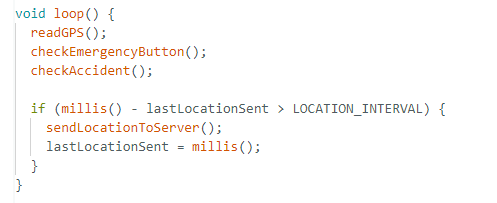 void loop() {
  readGPS();
  checkEmergencyButton();
  checkAccident();

  if (millis() - lastLocationSent > LOCATION_INTERVAL) {
    sendLocationToServer();
    lastLocationSent = millis();
  }
}